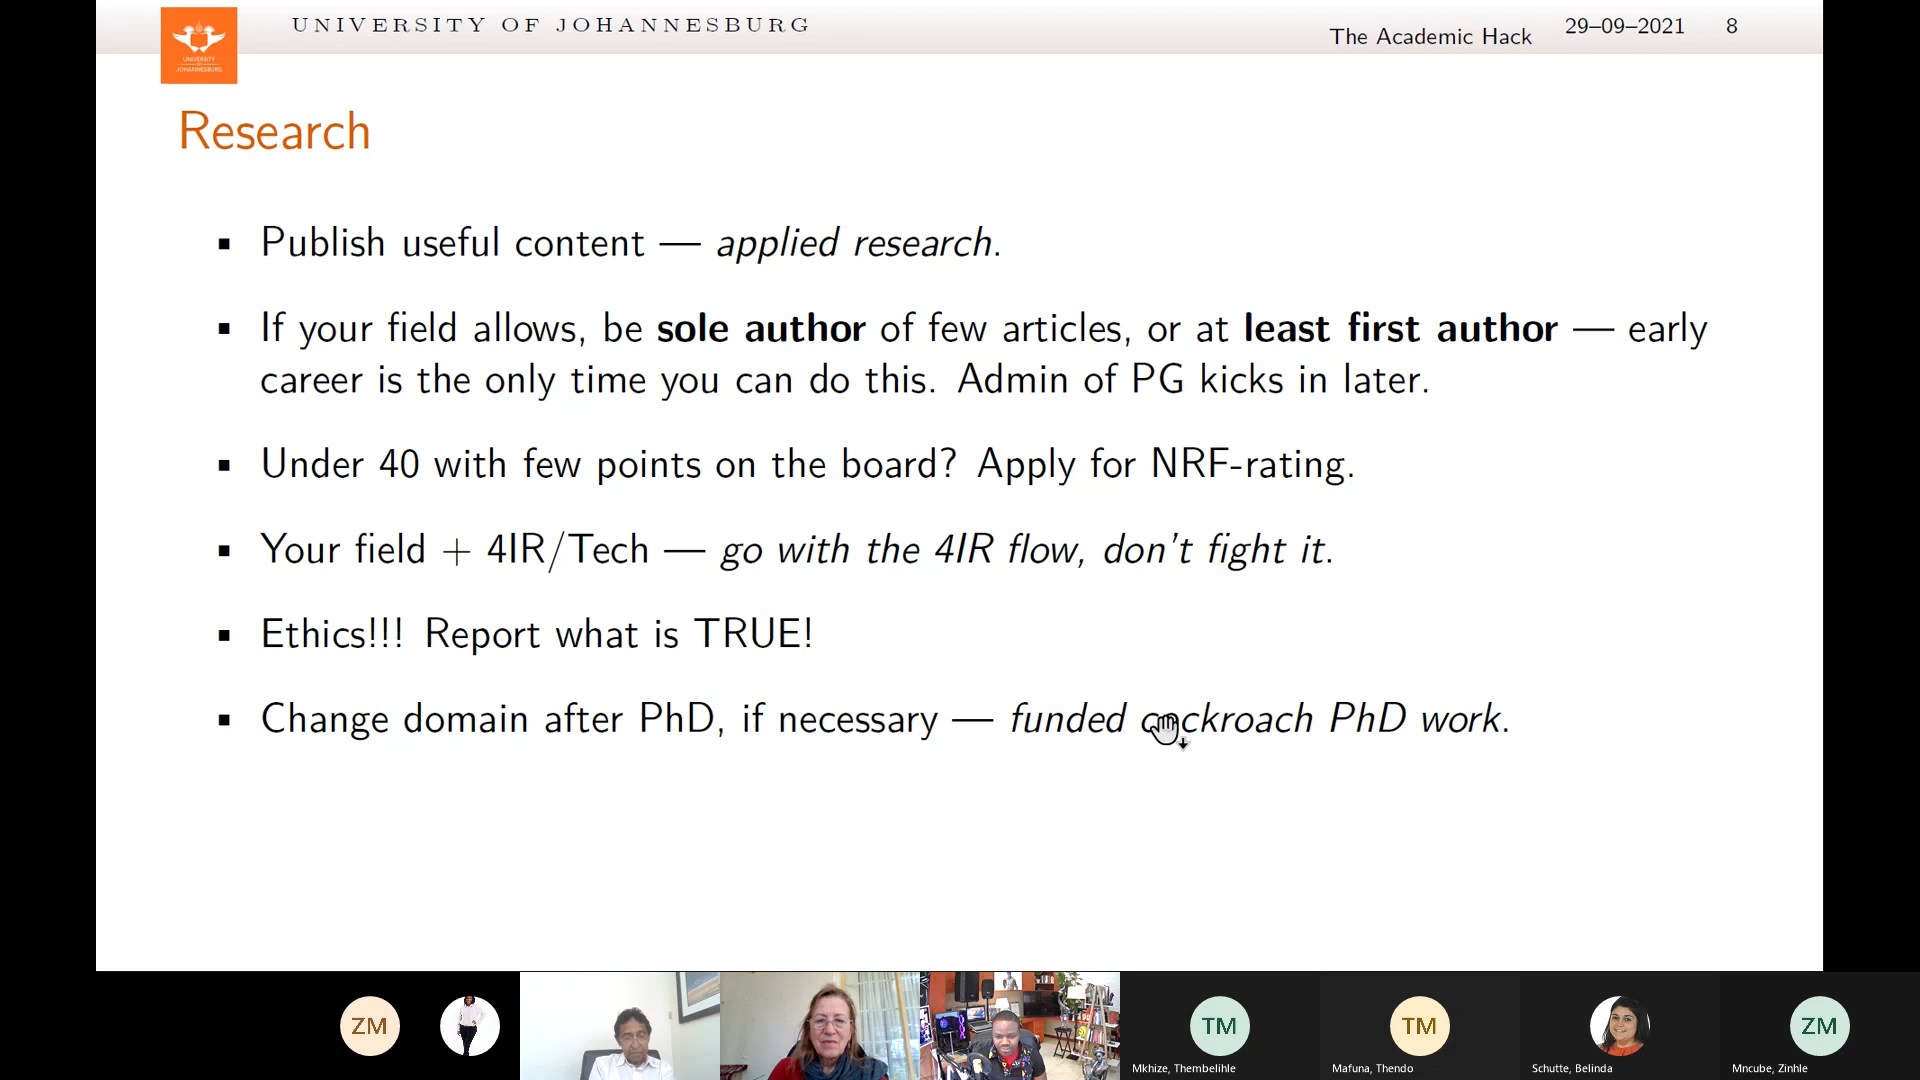 UNIVERSITY OF JOHANNESBURG
The Academic Hack
29–09–2021
8
UNIVERSITY
OF
JOHANNESBURG
Research
▪ Publish useful content — applied research.
▪ If your field allows, be sole author of few articles, or at least first author — early
career is the only time you can do this. Admin of PG kicks in later.
▪ Under 40 with few points on the board? Apply for NRF-rating.
▪ Your field + 4IR/Tech — go with the 4IR flow, don't fight it.
▪ Ethics!!! Report what is TRUE!
▪ Change domain after PhD, if necessary — funded cockroach PhD work.
ZM
TM
TM
ZM
Mkhize, Thembelihle
Mafuna, Thendo
Schutte, Belinda
Mncube, Zinhle